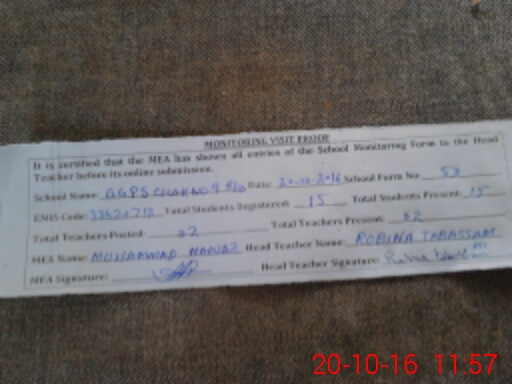 MONITORING VISIT PROOF
It is certified that the MEA has shown all entries of the School Monitoring Form to the Head
Teacher before its online submission.
School Name: GGPS CHAK NO 9 Date: 20-10-2016 School Form No. 52
EMIS Code: Total Students Registered: 15 Total Students Present: 15
Total Teachers Posted: 02 Total Teachers Present: 02
MEA Name: MUHAMMAD NAWAZ Head Teacher Name: ROBINA TABASSAM
MEA Signature: Head Teacher Signature:
20-10-16 11:57